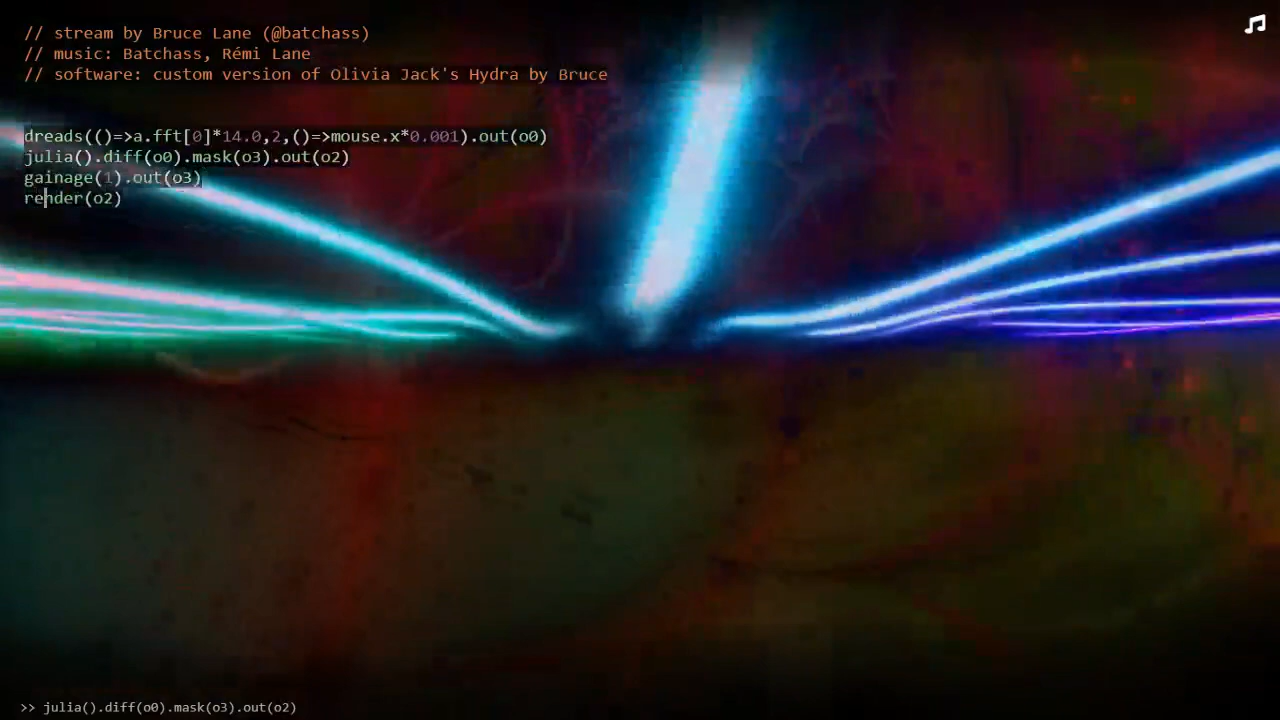 // stream by Bruce Lane (@batchass)
// music: Batchass, Rémi Lane
// software: custom version of Olivia Jack's Hydra by Bruce
dreads(()=>a.fft[0]*14.0,2,()=>mouse.x*0.001).out(o0)
julia().diff(o0).mask(o3).out(o2)
gainage(1).out(o3)
render(o2)
>> julia().diff(o0).mask(o3).out(o2)